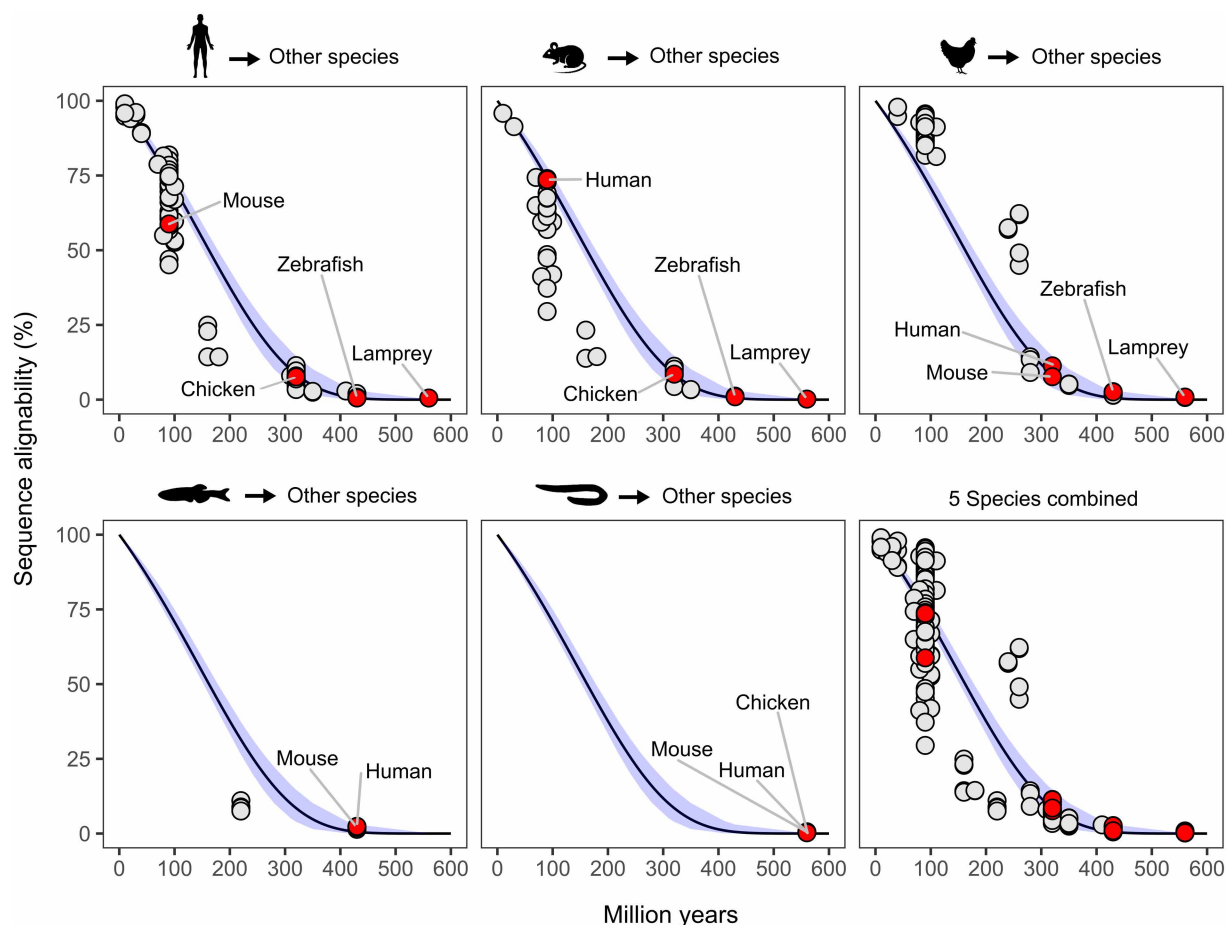 Other species
Other species
Other species
Sequence alignability (%)
100
75
50
25
0
Mouse
Zebrafish
Lamprey
Chicken
0 100 200 300 400 500 600
Human
Zebrafish
Lamprey
Chicken
0 100 200 300 400 500 600
Zebrafish
Human
Lamprey
Mouse
0 100 200 300 400 500 600
Other species
Other species
5 Species combined
100
75
50
25
0
Mouse
Human
0 100 200 300 400 500 600
Chicken
Mouse
Human
0 100 200 300 400 500 600
0 100 200 300 400 500 600
Million years